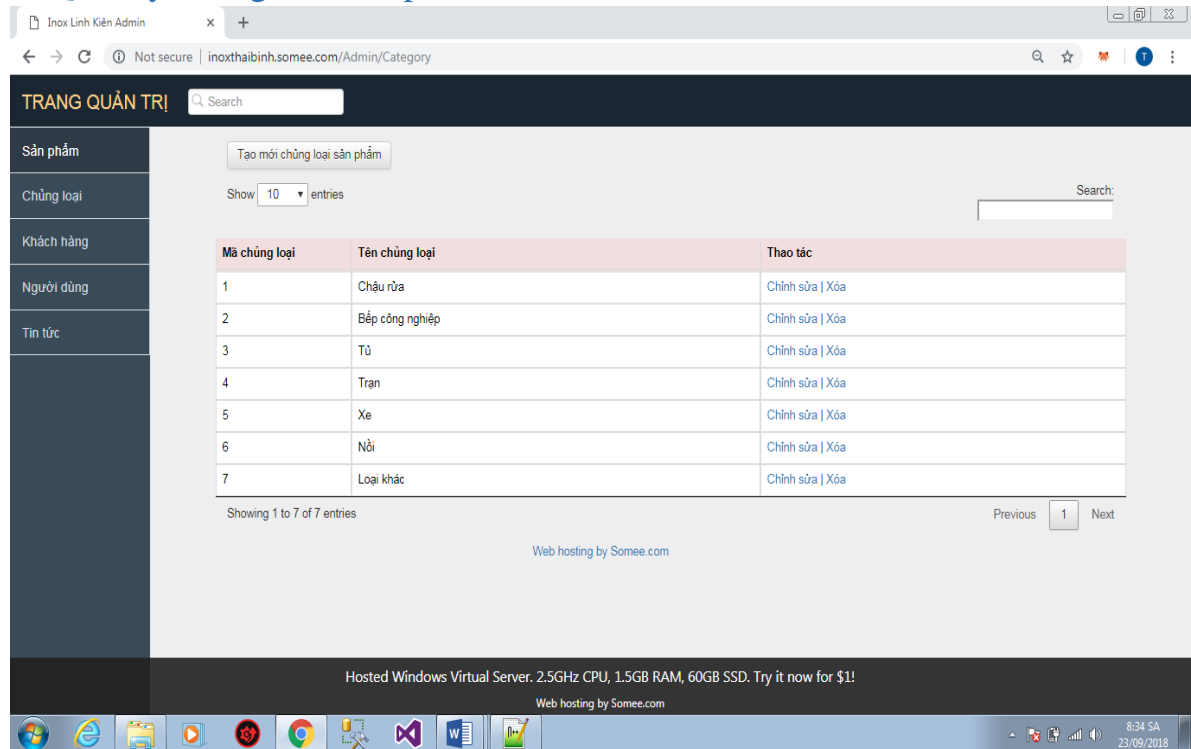 Inox Linh Kiện Admin
Not secure | inoxthaibinh.somee.com/Admin/Category
T
TRANG QUẢN TRỊ
Search
Sản phẩm
Chủng loại
Khách hàng
Người dùng
Tin tức
Tạo mới chủng loại sản phẩm
Show 10 entries
Search:
Mã chủng loại Tên chủng loại Thao tác
1 Chậu rửa Chỉnh sửa | Xóa
2 Bếp công nghiệp Chỉnh sửa | Xóa
3 Tủ Chỉnh sửa | Xóa
4 Trạn Chỉnh sửa | Xóa
5 Xe Chỉnh sửa | Xóa
6 Nồi Chỉnh sửa | Xóa
7 Loại khác Chỉnh sửa | Xóa
Showing 1 to 7 of 7 entries
Previous 1 Next
Web hosting by Somee.com
Hosted Windows Virtual Server. 2.5GHz CPU, 1.5GB RAM, 60GB SSD. Try it now for $1!
Web hosting by Somee.com
8:34 SA
23/09/2018